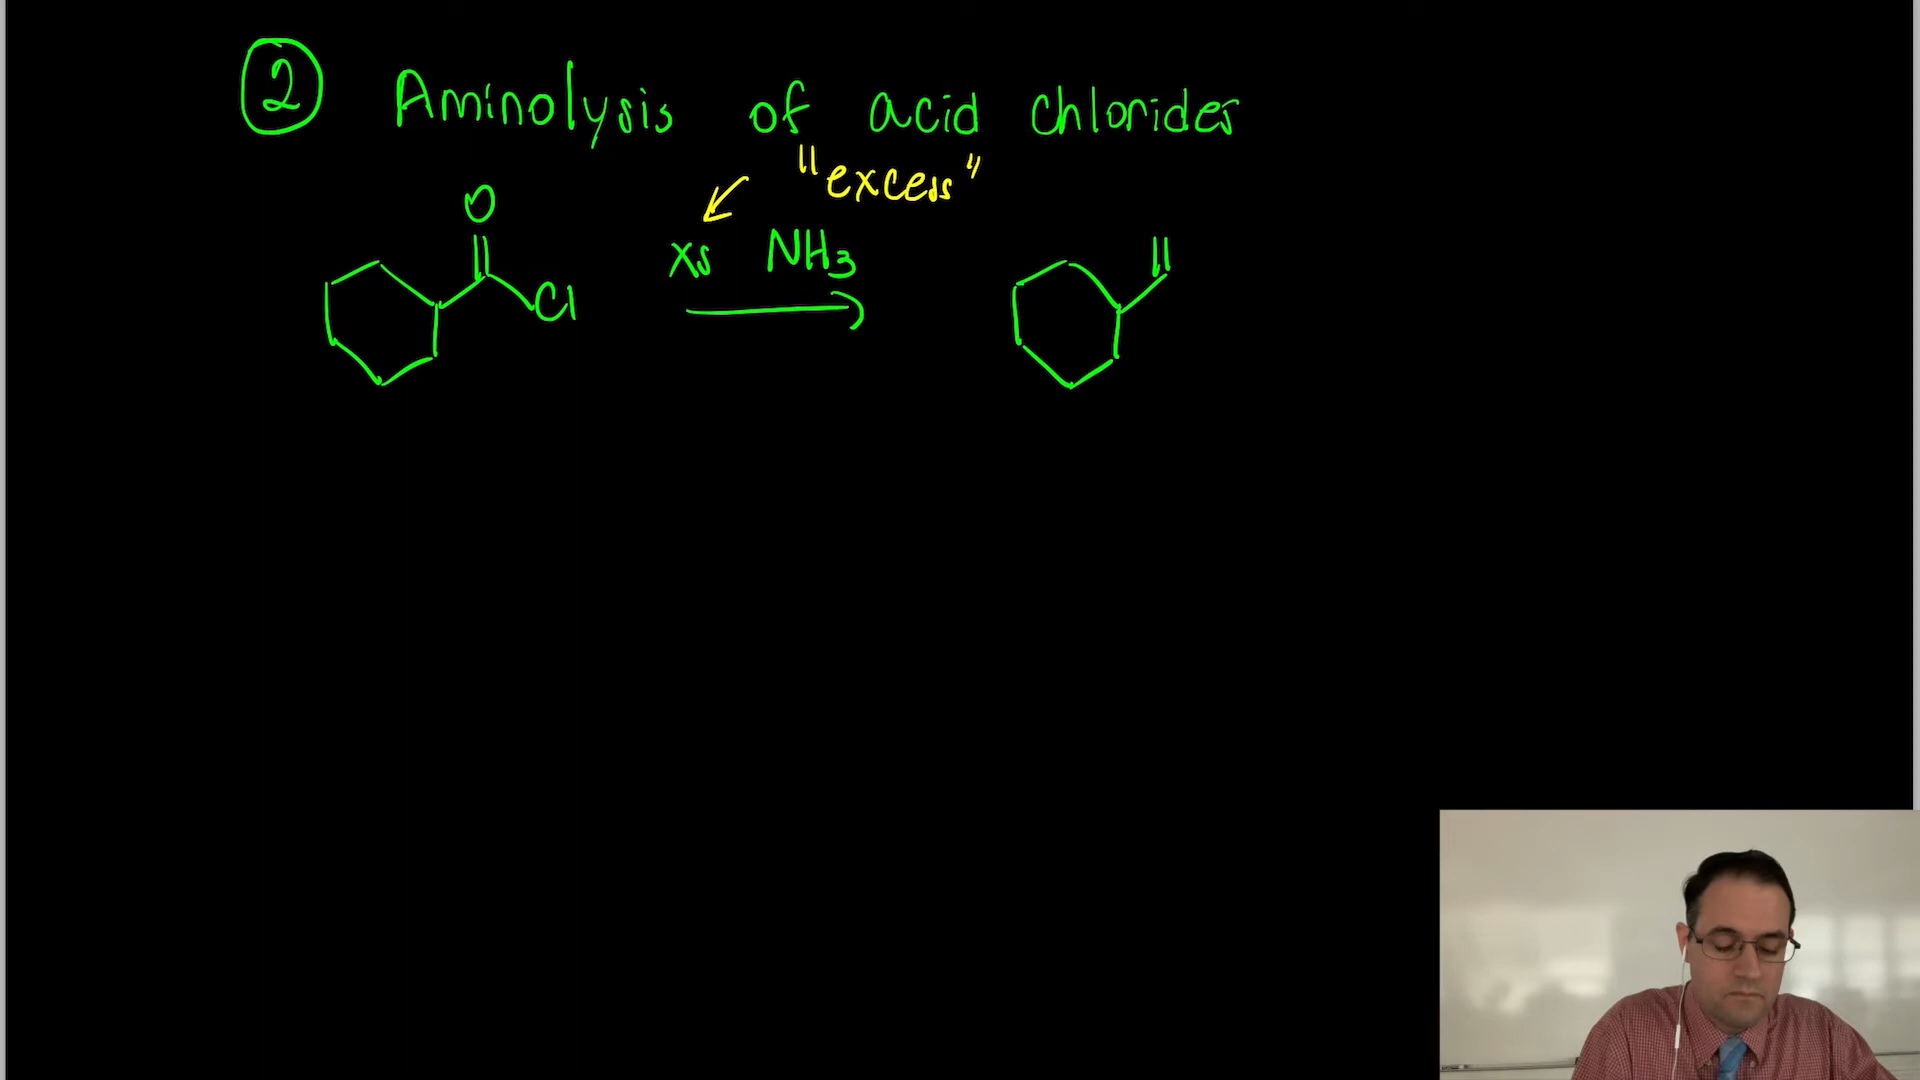 2 Aminolysis of acid chlorides
"excess"
O
xs NH3
Cl